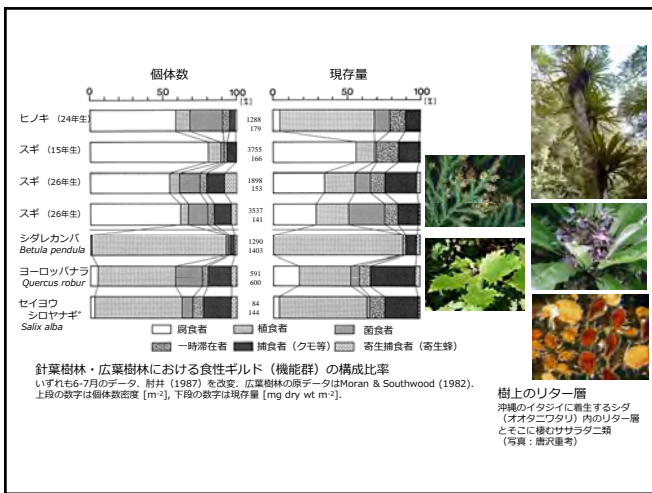 個体数
現存量
0 50 100
[%]
0 50 100
[%]
ヒノキ (24年生)
1288
179
スギ (15年生)
3755
166
スギ (26年生)
1898
153
スギ (26年生)
3537
141
シダレカンバ
Betula pendula
1290
1403
ヨーロッパナラ
Quercus robur
591
600
セイヨウ
シロヤナギ
Salix alba
84
144
腐食者 植食者 菌食者
一時滞在者 捕食者（クモ等） 寄生捕食者（寄生蜂）
針葉樹林・広葉樹林における食性ギルド（機能群）の構成比率
いずれも6-7月のデータ. 肘井（1987）を改変. 広葉樹林の原データはMoran & Southwood (1982).
上段の数字は個体数密度 [m⁻²], 下段の数字は現存量 [mg dry wt m⁻²].
樹上のリター層
沖縄のイタジイに着生するシダ
（オオタニワタリ）内のリター層
とそこに棲むササラダニ類
（写真：唐沢重考）